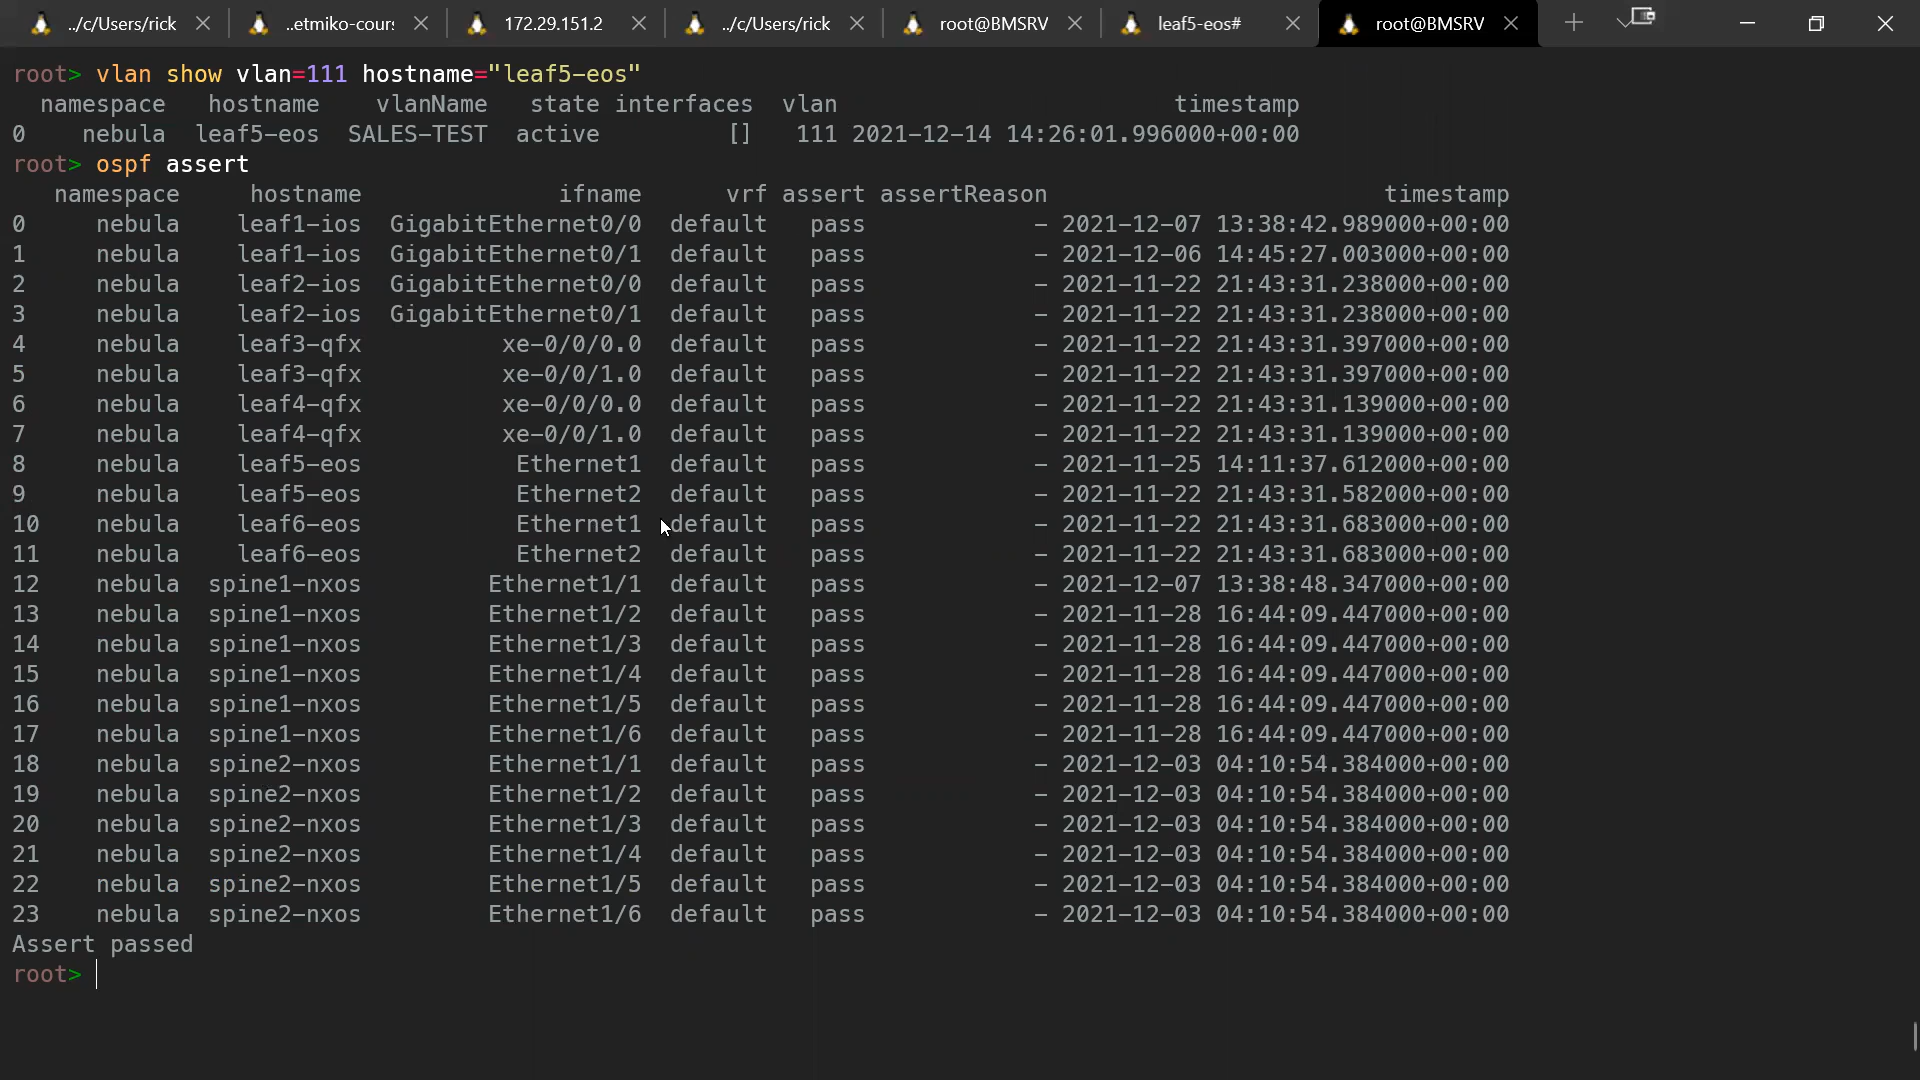 ../c/Users/rick ..etmiko-cour: 172.29.151.2 ../c/Users/rick root@BMSRV leaf5-eos# root@BMSRV
root> vlan show vlan=111 hostname="leaf5-eos"
namespace hostname vlanName state interfaces vlan timestamp
0 nebula leaf5-eos SALES-TEST active [] 111 2021-12-14 14:26:01.996000+00:00
root> ospf assert
namespace hostname ifname vrf assert assertReason timestamp
0 nebula leaf1-ios GigabitEthernet0/0 default pass - 2021-12-07 13:38:42.989000+00:00
1 nebula leaf1-ios GigabitEthernet0/1 default pass - 2021-12-06 14:45:27.003000+00:00
2 nebula leaf2-ios GigabitEthernet0/0 default pass - 2021-11-22 21:43:31.238000+00:00
3 nebula leaf2-ios GigabitEthernet0/1 default pass - 2021-11-22 21:43:31.238000+00:00
4 nebula leaf3-qfx xe-0/0/0.0 default pass - 2021-11-22 21:43:31.397000+00:00
5 nebula leaf3-qfx xe-0/0/1.0 default pass - 2021-11-22 21:43:31.397000+00:00
6 nebula leaf4-qfx xe-0/0/0.0 default pass - 2021-11-22 21:43:31.139000+00:00
7 nebula leaf4-qfx xe-0/0/1.0 default pass - 2021-11-22 21:43:31.139000+00:00
8 nebula leaf5-eos Ethernet1 default pass - 2021-11-25 14:11:37.612000+00:00
9 nebula leaf5-eos Ethernet2 default pass - 2021-11-22 21:43:31.582000+00:00
10 nebula leaf6-eos Ethernet1 default pass - 2021-11-22 21:43:31.683000+00:00
11 nebula leaf6-eos Ethernet2 default pass - 2021-11-22 21:43:31.683000+00:00
12 nebula spine1-nxos Ethernet1/1 default pass - 2021-12-07 13:38:48.347000+00:00
13 nebula spine1-nxos Ethernet1/2 default pass - 2021-11-28 16:44:09.447000+00:00
14 nebula spine1-nxos Ethernet1/3 default pass - 2021-11-28 16:44:09.447000+00:00
15 nebula spine1-nxos Ethernet1/4 default pass - 2021-11-28 16:44:09.447000+00:00
16 nebula spine1-nxos Ethernet1/5 default pass - 2021-11-28 16:44:09.447000+00:00
17 nebula spine1-nxos Ethernet1/6 default pass - 2021-11-28 16:44:09.447000+00:00
18 nebula spine2-nxos Ethernet1/1 default pass - 2021-12-03 04:10:54.384000+00:00
19 nebula spine2-nxos Ethernet1/2 default pass - 2021-12-03 04:10:54.384000+00:00
20 nebula spine2-nxos Ethernet1/3 default pass - 2021-12-03 04:10:54.384000+00:00
21 nebula spine2-nxos Ethernet1/4 default pass - 2021-12-03 04:10:54.384000+00:00
22 nebula spine2-nxos Ethernet1/5 default pass - 2021-12-03 04:10:54.384000+00:00
23 nebula spine2-nxos Ethernet1/6 default pass - 2021-12-03 04:10:54.384000+00:00
Assert passed
root>